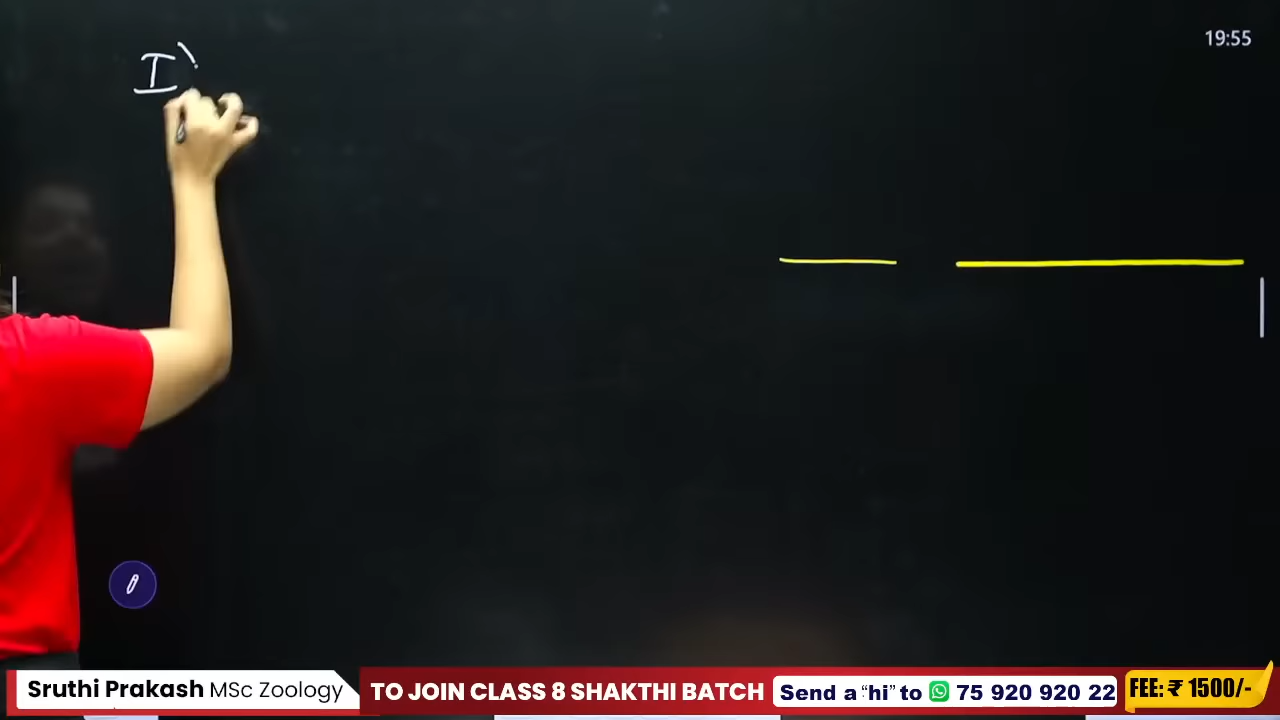 I
19:55
Sruthi Prakash MSc Zoology
TO JOIN CLASS 8 SHAKTHI BATCH
Send a “hi” to 75 920 920 22
FEE: ₹ 1500/-